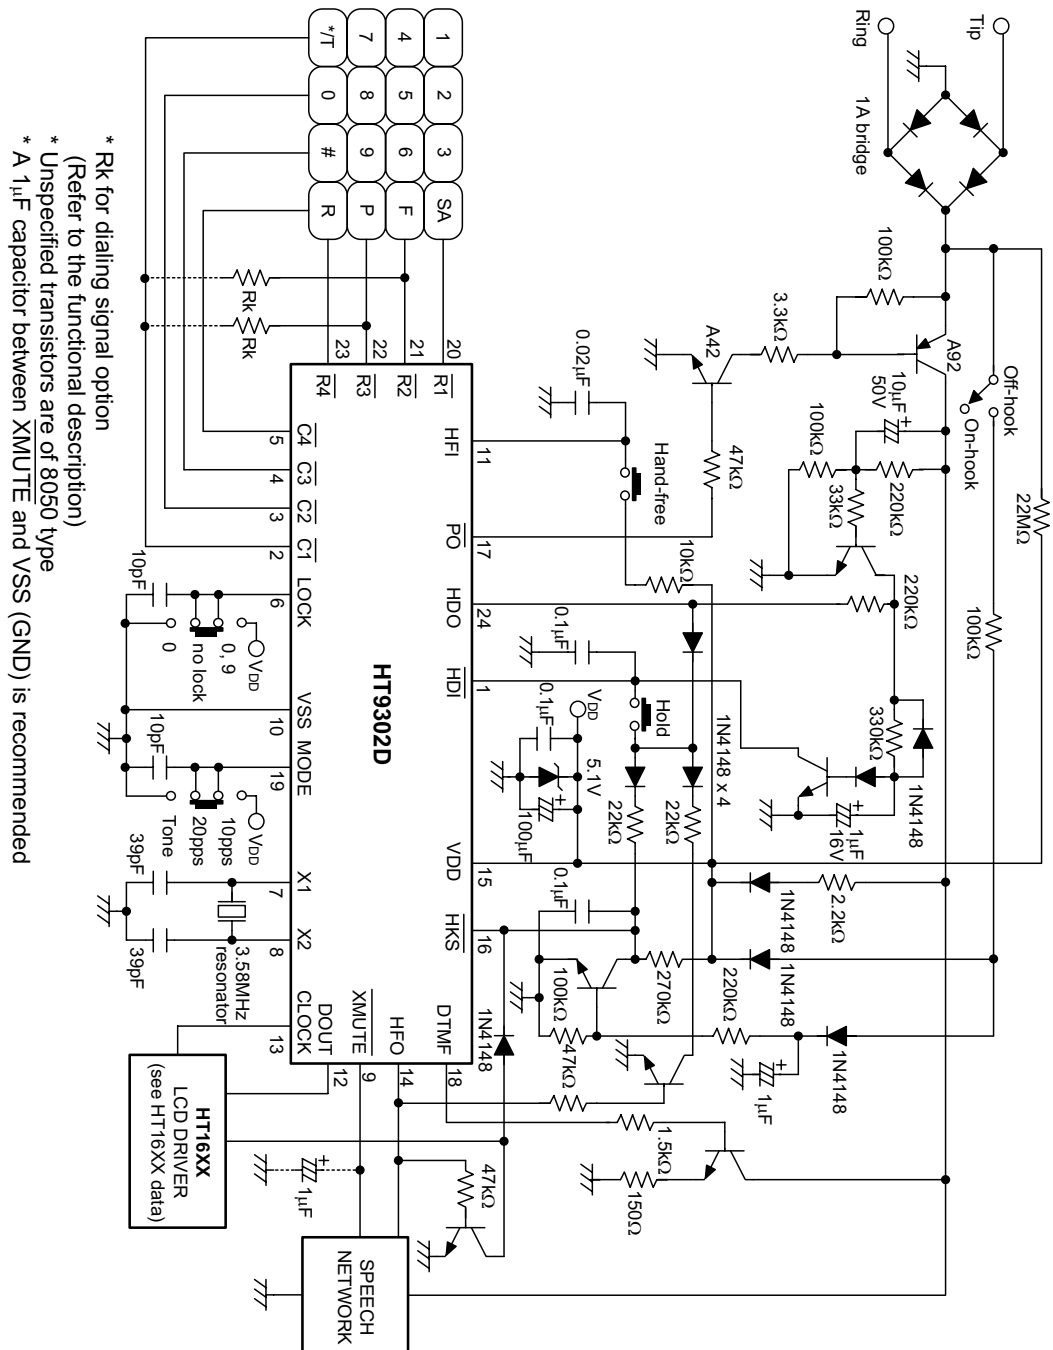 Tip
Ring
1A bridge
100kΩ
3.3kΩ
A42
A92
Off-hook
On-hook
22MΩ
100kΩ
10μF
50V
+
100kΩ
220kΩ
33kΩ
220kΩ
330kΩ
1N4148
1μF
16V
+
47kΩ
0.02μF
Hand-free
10kΩ
0.1μF
Hold
1N4148 x 4
VDD
0.1μF
5.1V
+
100μF
22kΩ
22kΩ
0.1μF
1N4148
2.2kΩ
1N4148
270kΩ
100kΩ
220kΩ
47kΩ
1N4148
+
1μF
1N4148
1.5kΩ
150Ω
47kΩ
+
1μF
SPEECH
NETWORK
1 2 3 SA
4 5 6 F
7 8 9 P
*/T 0 # R
Rk
Rk
20 R1
21 R2
22 R3
23 R4
11 HFI
17 PO
24 HDO
1 HDI
15 VDD
16 HKS
HT9302D
5 C4
4 C3
3 C2
2 C1
6 LOCK
10 VSS
19 MODE
7 X1
8 X2
13 CLOCK
12 DOUT
9 XMUTE
14 HFO
18 DTMF
10pF
VDD
0, 9
no lock
0
10pF
VDD
10pps
20pps
Tone
39pF
39pF
3.58MHz
resonator
HT16XX
LCD DRIVER
(see HT16XX data)
* Rk for dialing signal option
(Refer to the functional description)
* Unspecified transistors are of 8050 type
* A 1μF capacitor between XMUTE and VSS (GND) is recommended